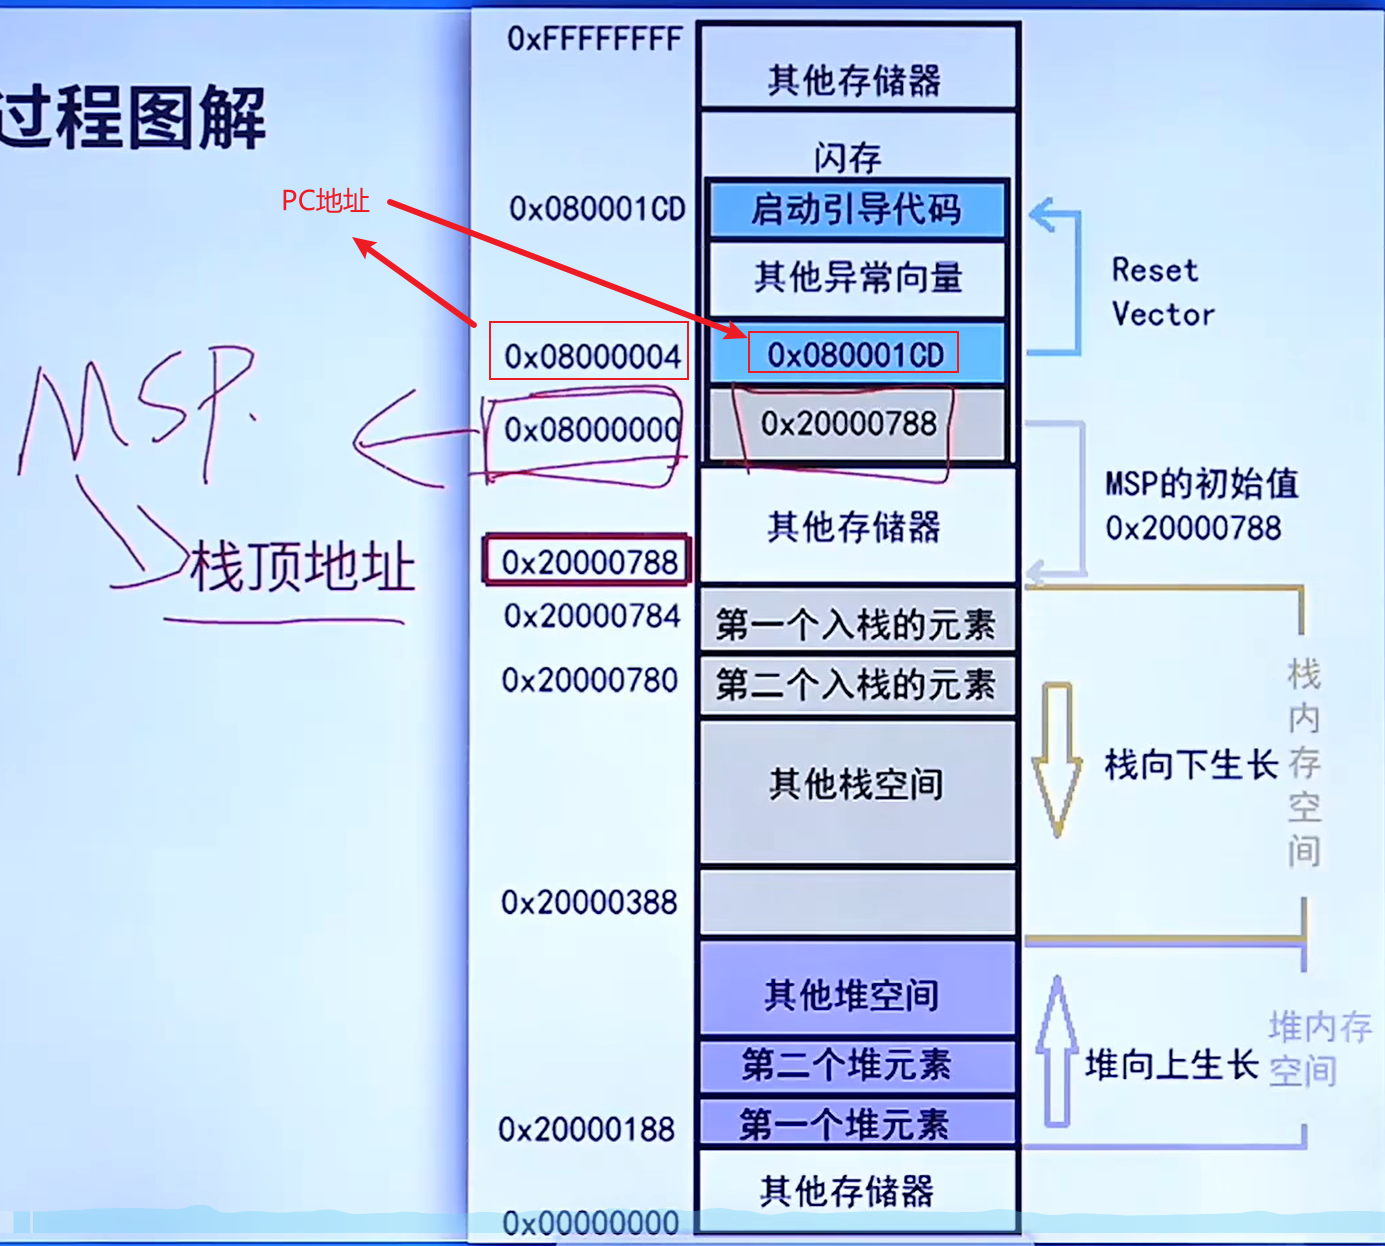 过程图解
PC地址
MSP.
栈顶地址
0xFFFFFFFF
其他存储器
闪存
0x080001CD
启动引导代码
其他异常向量
Reset
Vector
0x08000004
0x080001CD
0x08000000
0x20000788
MSP的初始值
0x20000788
其他存储器
0x20000788
0x20000784
第一个入栈的元素
0x20000780
第二个入栈的元素
其他栈空间
栈向下生长
栈内存空间
0x20000388
其他堆空间
第二个堆元素
堆向上生长
堆内存
空间
0x20000188
第一个堆元素
其他存储器
0x00000000